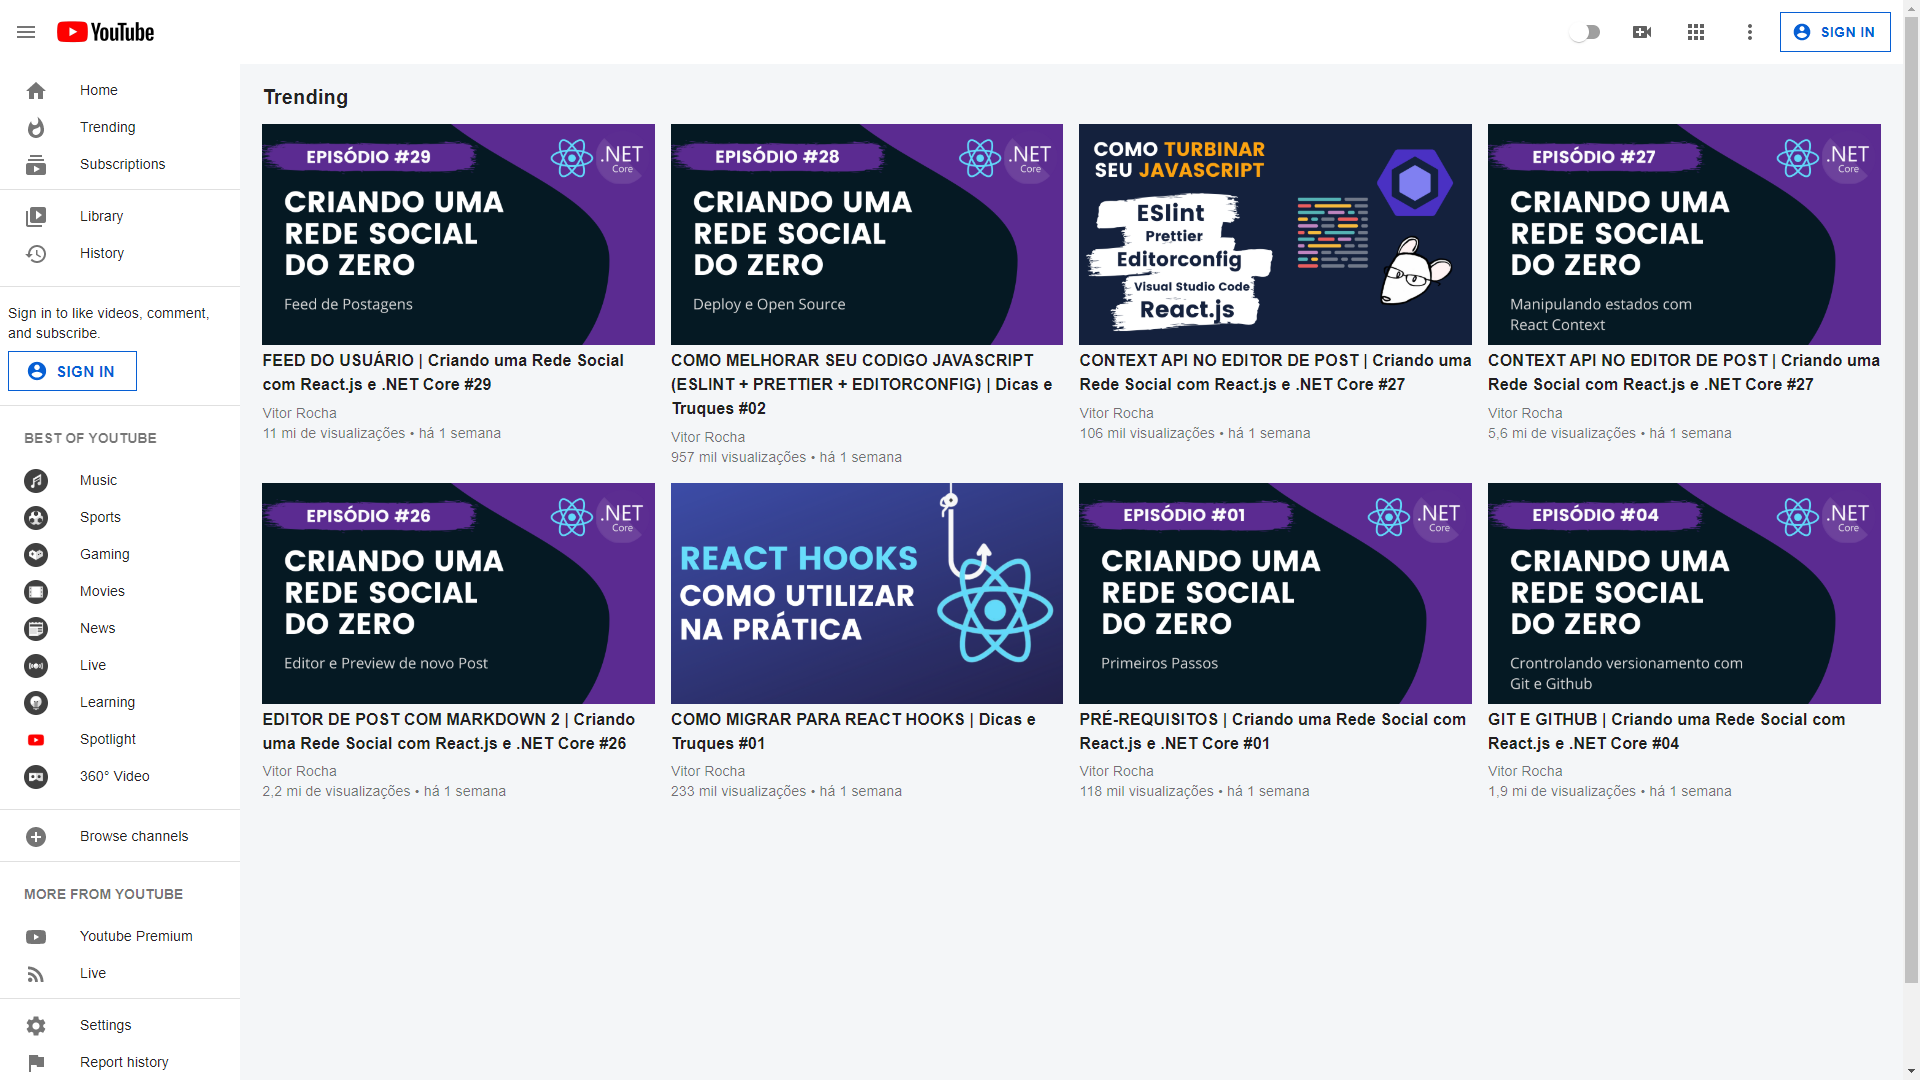 YouTube
SIGN IN
Home
Trending
Subscriptions
Library
History
Sign in to like videos, comment,
and subscribe.
SIGN IN
BEST OF YOUTUBE
Music
Sports
Gaming
Movies
News
Live
Learning
Spotlight
360° Video
Browse channels
MORE FROM YOUTUBE
Youtube Premium
Live
Settings
Report history
Trending
EPISÓDIO #29
.NET
Core
CRIANDO UMA
REDE SOCIAL
DO ZERO
Feed de Postagens
FEED DO USUÁRIO | Criando uma Rede Social
com React.js e .NET Core #29
Vitor Rocha
11 mi de visualizações • há 1 semana
EPISÓDIO #28
.NET
Core
CRIANDO UMA
REDE SOCIAL
DO ZERO
Deploy e Open Source
COMO MELHORAR SEU CODIGO JAVASCRIPT
(ESLINT + PRETTIER + EDITORCONFIG) | Dicas e
Truques #02
Vitor Rocha
957 mil visualizações • há 1 semana
COMO TURBINAR
SEU JAVASCRIPT
ESlint
Prettier
Editorconfig
Visual Studio Code
React.js
CONTEXT API NO EDITOR DE POST | Criando uma
Rede Social com React.js e .NET Core #27
Vitor Rocha
106 mil visualizações • há 1 semana
EPISÓDIO #27
.NET
Core
CRIANDO UMA
REDE SOCIAL
DO ZERO
Manipulando estados com
React Context
CONTEXT API NO EDITOR DE POST | Criando uma
Rede Social com React.js e .NET Core #27
Vitor Rocha
5,6 mi de visualizações • há 1 semana
EPISÓDIO #26
.NET
Core
CRIANDO UMA
REDE SOCIAL
DO ZERO
Editor e Preview de novo Post
EDITOR DE POST COM MARKDOWN 2 | Criando
uma Rede Social com React.js e .NET Core #26
Vitor Rocha
2,2 mi de visualizações • há 1 semana
REACT HOOKS
COMO UTILIZAR
NA PRÁTICA
COMO MIGRAR PARA REACT HOOKS | Dicas e
Truques #01
Vitor Rocha
233 mil visualizações • há 1 semana
EPISÓDIO #01
.NET
Core
CRIANDO UMA
REDE SOCIAL
DO ZERO
Primeiros Passos
PRÉ-REQUISITOS | Criando uma Rede Social com
React.js e .NET Core #01
Vitor Rocha
118 mil visualizações • há 1 semana
EPISÓDIO #04
.NET
Core
CRIANDO UMA
REDE SOCIAL
DO ZERO
Crontrolando versionamento com
Git e Github
GIT E GITHUB | Criando uma Rede Social com
React.js e .NET Core #04
Vitor Rocha
1,9 mi de visualizações • há 1 semana